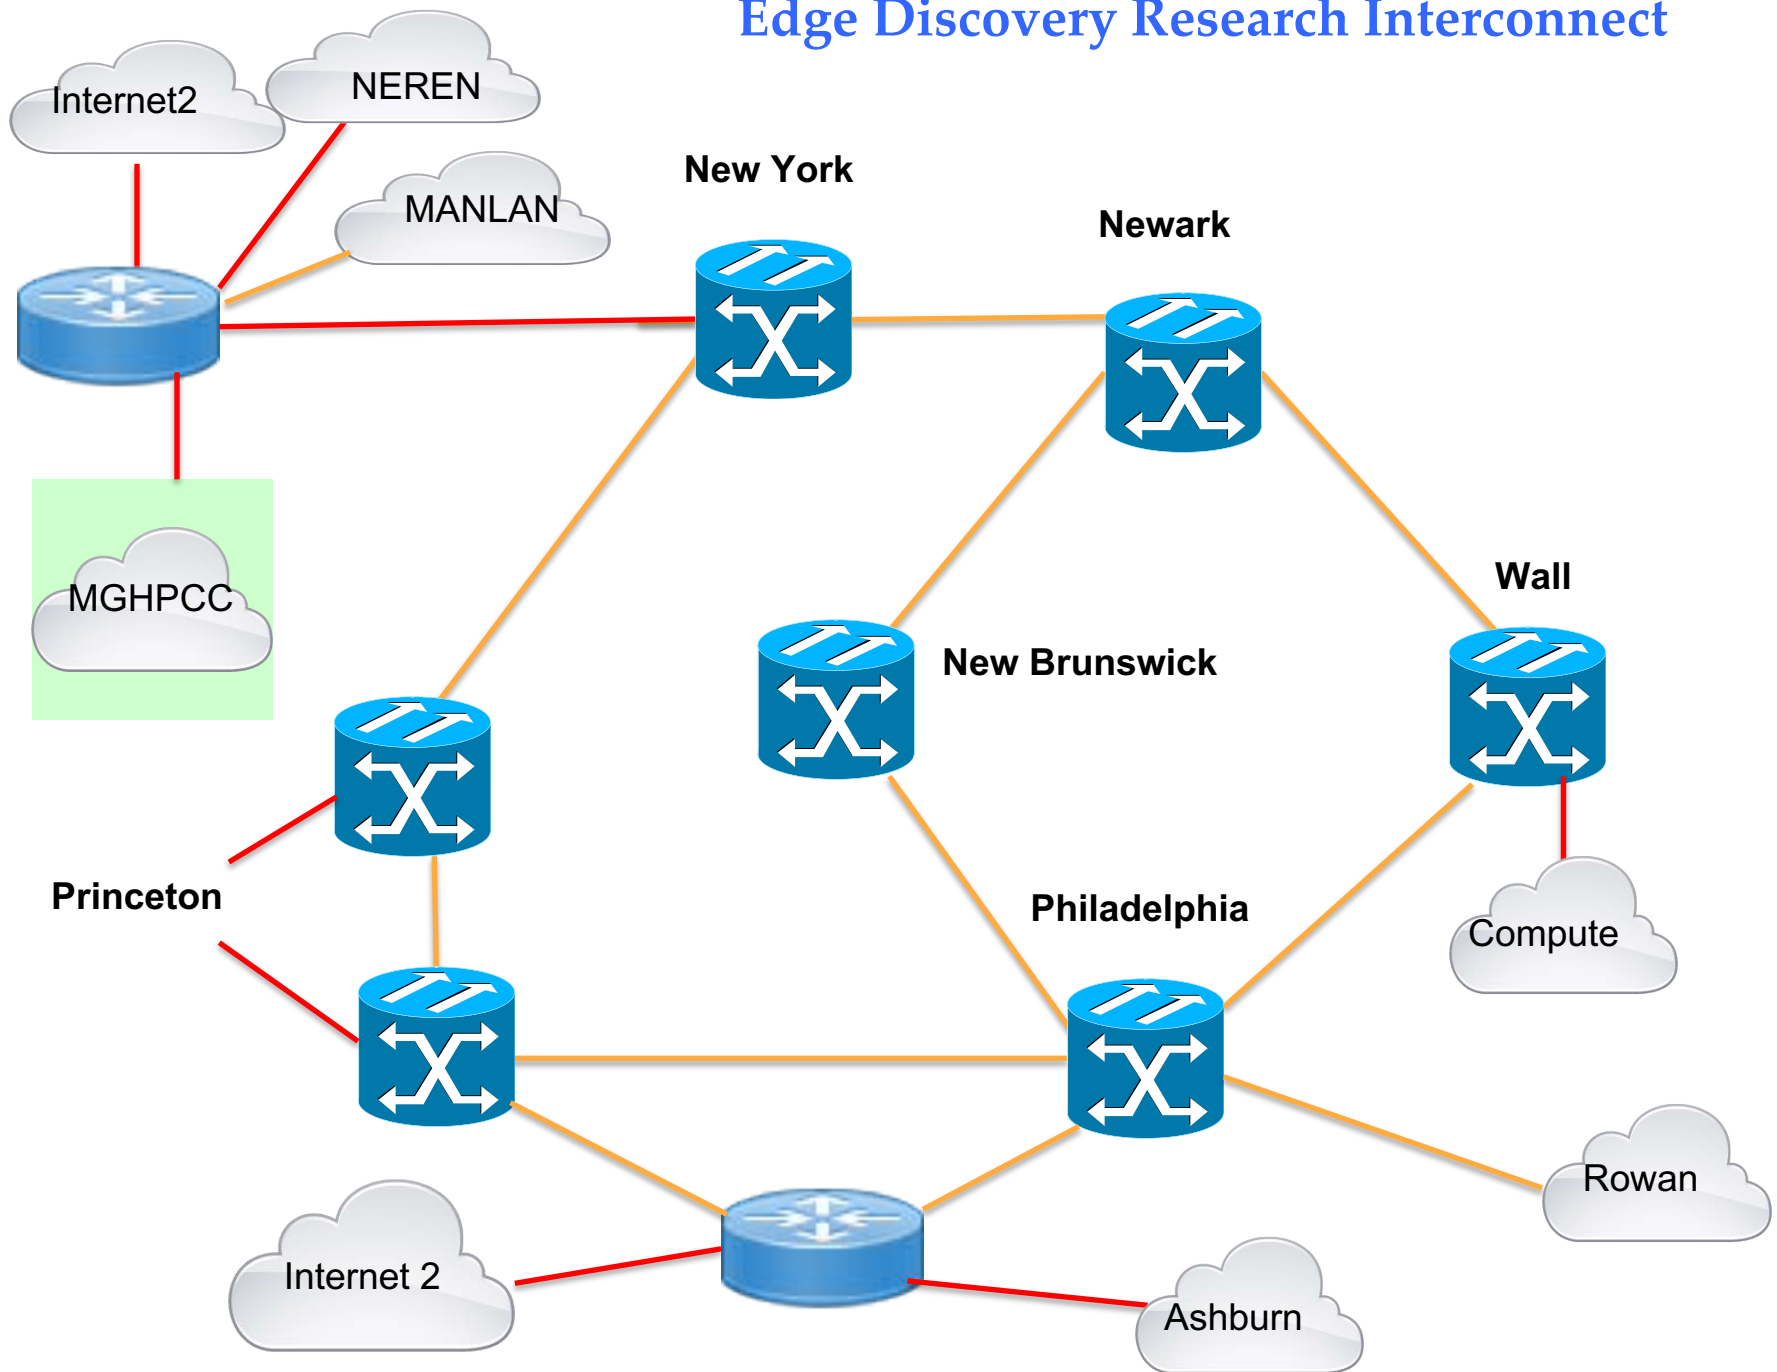 Edge Discovery Research Interconnect
Internet2
NEREN
MANLAN
New York
Newark
MGHPCC
Wall
New Brunswick
Princeton
Philadelphia
Compute
Rowan
Internet 2
Ashburn